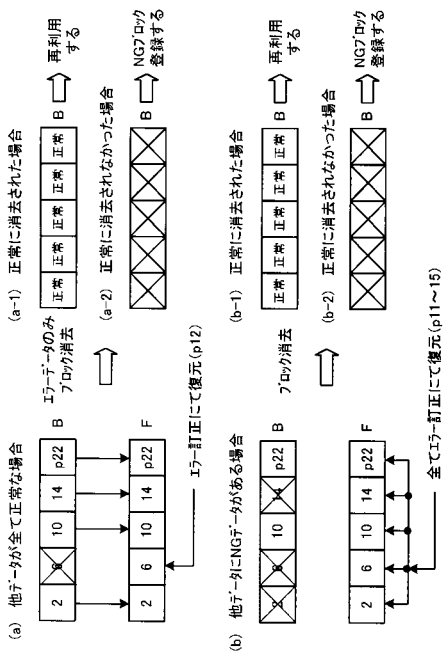 (a) 他データが全て正常な場合
B
2 6 10 14 p22
2 6 10 14 p22
F
エラー訂正にて復元(p12)
エラーデータのみ
ブロック消去
(a-1) 正常に消去された場合
正常 正常 正常 正常 正常
B
再利用
する
(a-2) 正常に消去されなかった場合
B
NGブロック
登録する
(b) 他データにNGデータがある場合
B
10 14 p22
2 6 10 14 p22
F
全てエラー訂正にて復元(p11～15)
ブロック消去
(b-1) 正常に消去された場合
正常 正常 正常 正常 正常
B
再利用
する
(b-2) 正常に消去されなかった場合
B
NGブロック
登録する